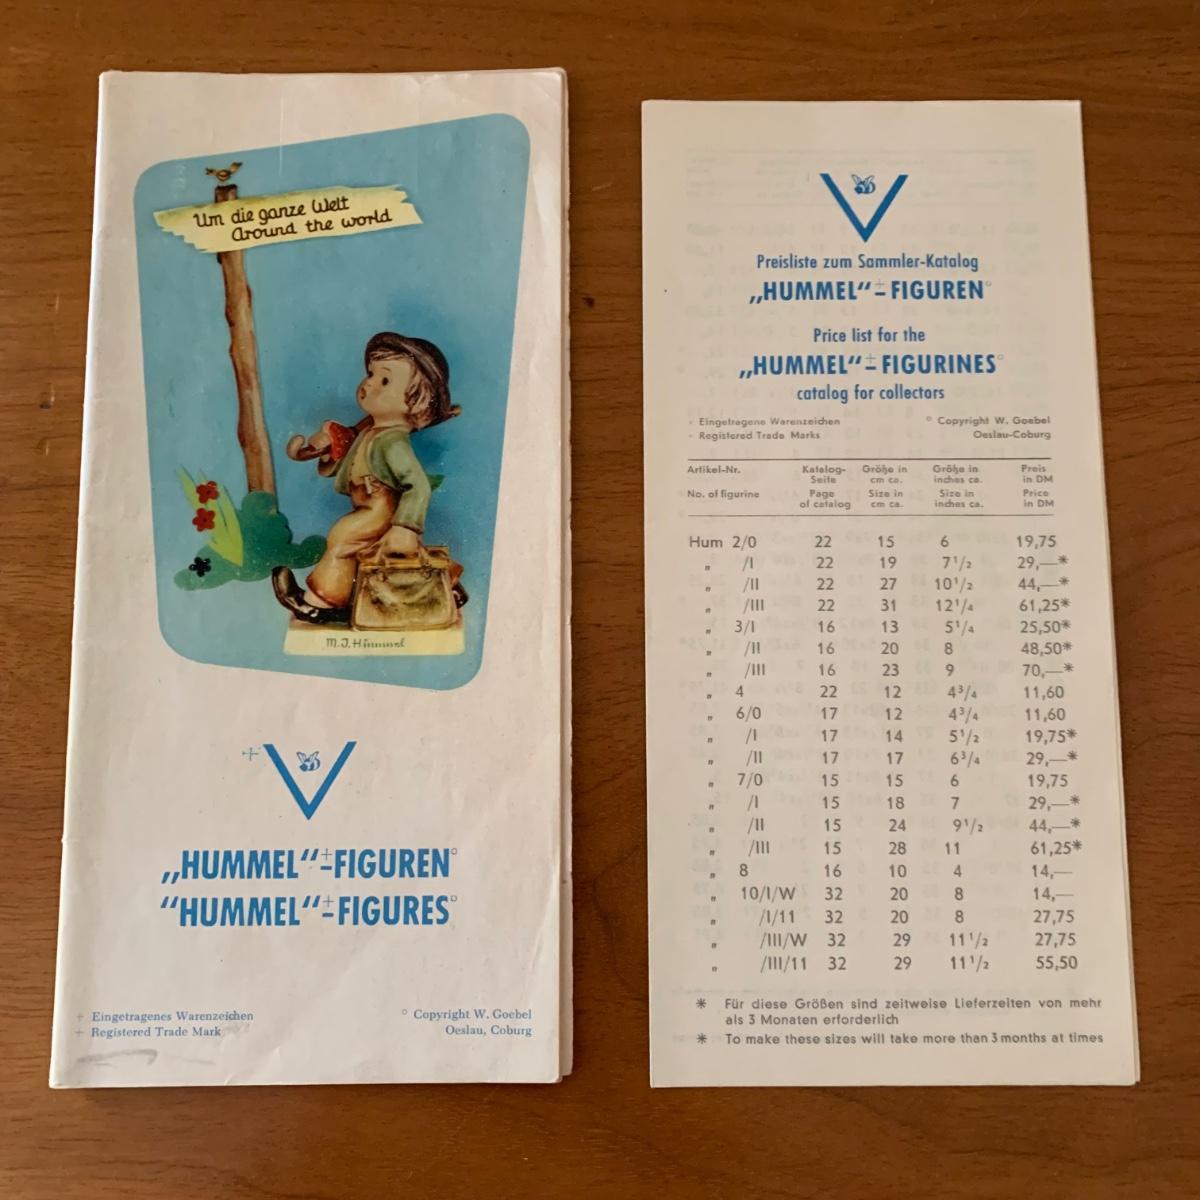 Um die ganze Welt
Around the world
M.J.Hümmel
„HUMMEL“+-FIGUREN°
“HUMMEL“+-FIGURES°
+ Eingetragenes Warenzeichen
+ Registered Trade Mark
° Copyright W. Goebel
Oeslau, Coburg
Preisliste zum Sammler-Katalog
„HUMMEL“+-FIGUREN°
Price list for the
„HUMMEL“+-FIGURINES°
catalog for collectors
+ Eingetragene Warenzeichen
+ Registered Trade Marks
° Copyright W. Goebel
Oeslau-Coburg
Artikel-Nr. Katalog-Seite Größe in cm ca. Größe in inches ca. Preis in DM
No. of figurine Page of catalog Size in cm ca. Size in inches ca. Price in DM
Hum 2/0 22 15 6 19,75
„ /I 22 19 7 1/2 29,—*
„ /II 22 27 10 1/2 44,—*
„ /III 22 31 12 1/4 61,25*
„ 3/I 16 13 5 1/4 25,50*
„ /II 16 20 8 48,50*
„ /III 16 23 9 70,—*
„ 4 22 12 4 3/4 11,60
„ 6/0 17 12 4 3/4 11,60
„ /I 17 14 5 1/2 19,75*
„ /II 17 17 6 3/4 29,—*
„ 7/0 15 15 6 19,75
„ /I 15 18 7 29,—*
„ /II 15 24 9 1/2 44,—*
„ /III 15 28 11 61,25*
„ 8 16 10 4 14,—
„ 10/I/W 32 20 8 14,—
„ /I/11 32 20 8 27,75
„ /III/W 32 29 11 1/2 27,75
„ /III/11 32 29 11 1/2 55,50
* Für diese Größen sind zeitweise Lieferzeiten von mehr
als 3 Monaten erforderlich
* To make these sizes will take more than 3 months at times